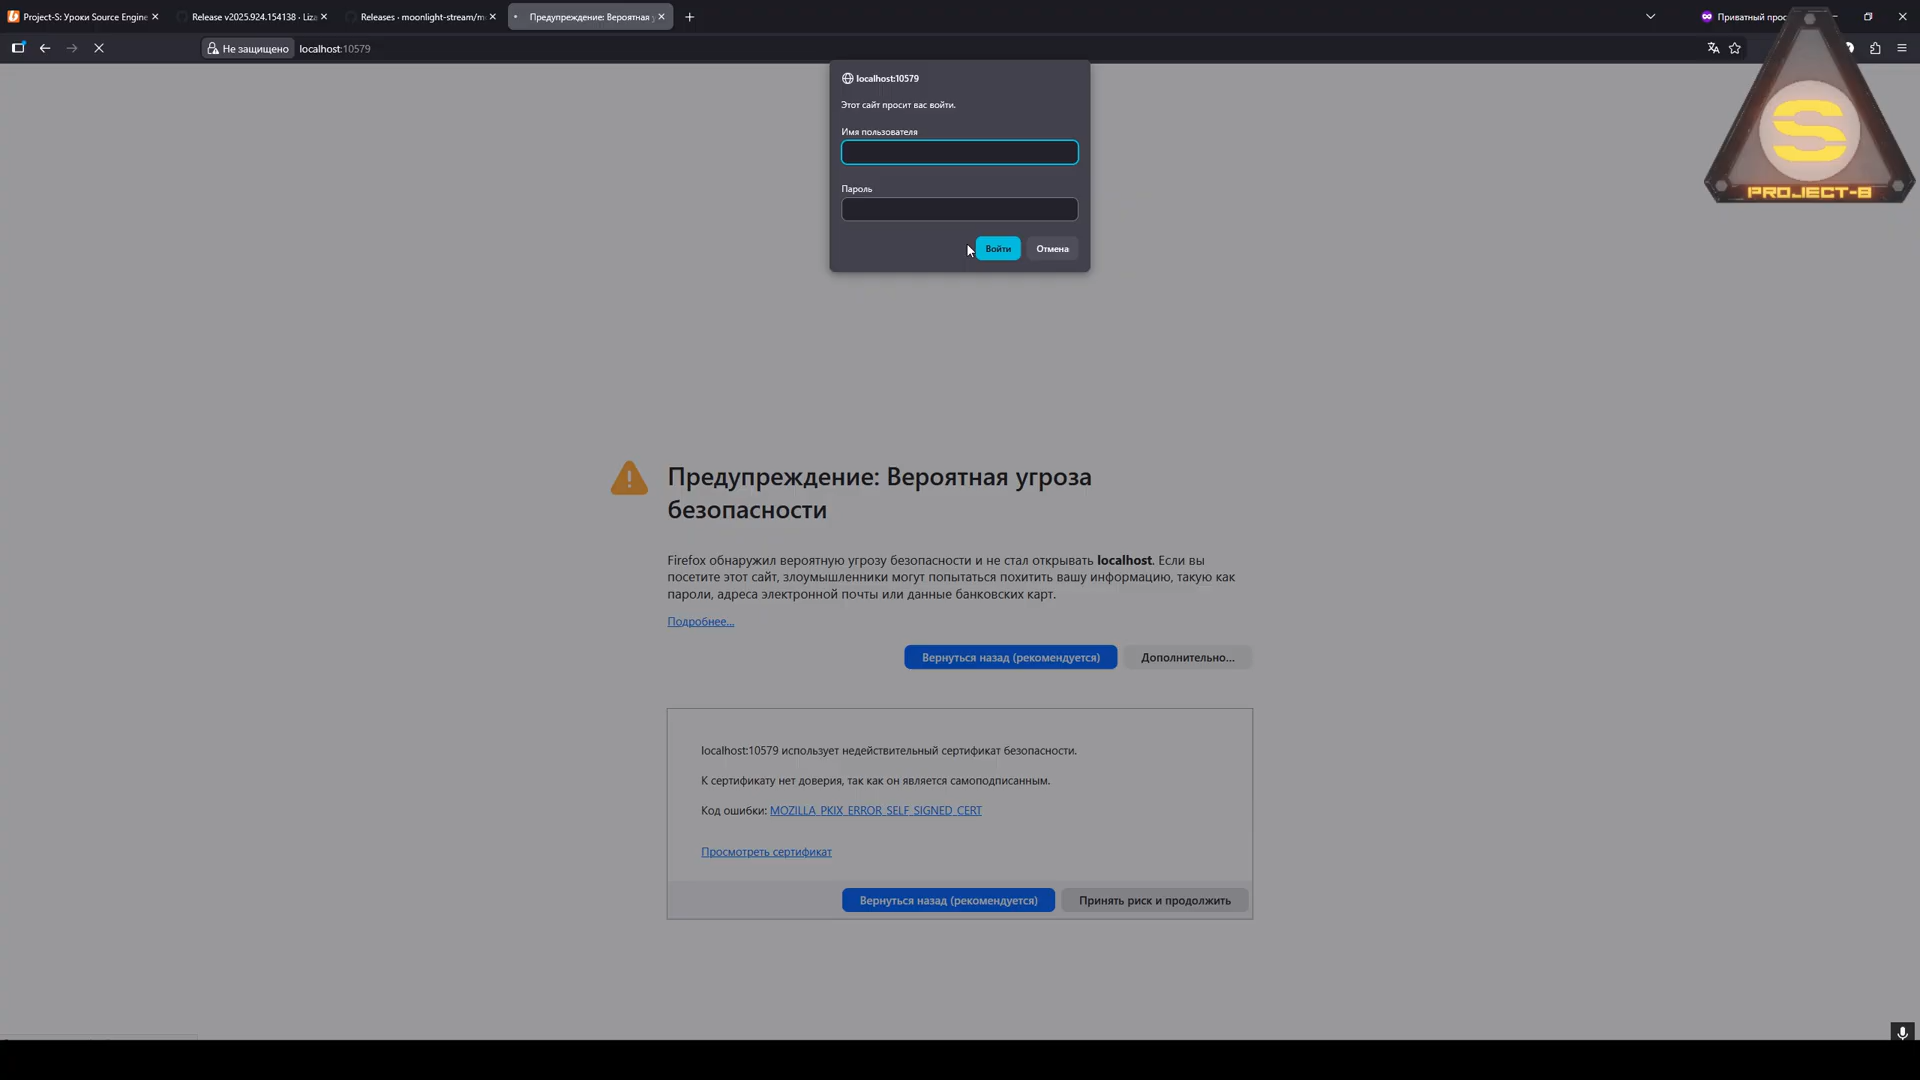 Project-S: Уроки Source Engine
Release v2025.924.154138 · Liza
Releases · moonlight-stream/m
Предупреждение: Вероятная у
Приватный прос
Не защищено
localhost:10579
localhost:10579
Этот сайт просит вас войти.
Имя пользователя
Пароль
Войти
Отмена
S
PROJECT-S
Предупреждение: Вероятная угроза
безопасности
Firefox обнаружил вероятную угрозу безопасности и не стал открывать localhost. Если вы
посетите этот сайт, злоумышленники могут попытаться похитить вашу информацию, такую как
пароли, адреса электронной почты или данные банковских карт.
Подробнее...
Вернуться назад (рекомендуется)
Дополнительно...
localhost:10579 использует недействительный сертификат безопасности.
К сертификату нет доверия, так как он является самоподписанным.
Код ошибки: MOZILLA_PKIX_ERROR_SELF_SIGNED_CERT
Просмотреть сертификат
Вернуться назад (рекомендуется)
Принять риск и продолжить